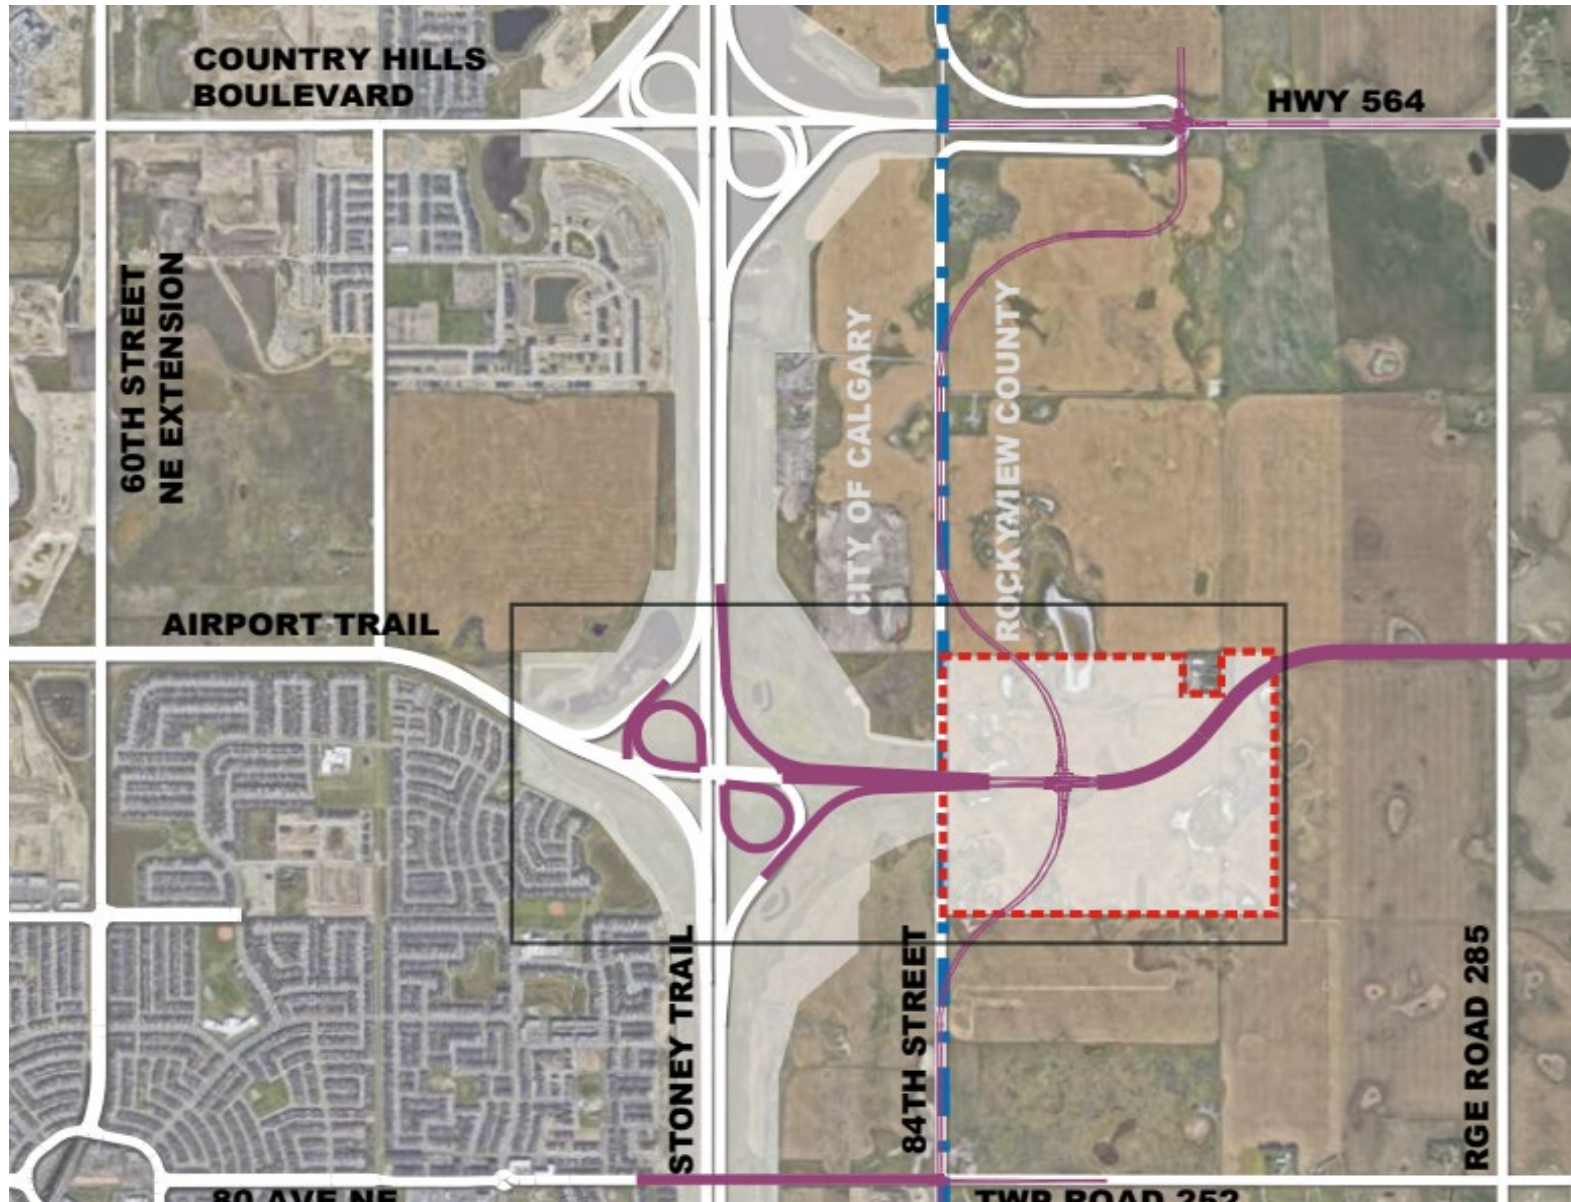 COUNTRY HILLS
BOULEVARD
HWY 564
60TH STREET
NE EXTENSION
CITY OF CALGARY
ROCKYVIEW COUNTY
AIRPORT TRAIL
STONEY TRAIL
84TH STREET
RGE ROAD 285
80 AVE NE
TWP ROAD 252